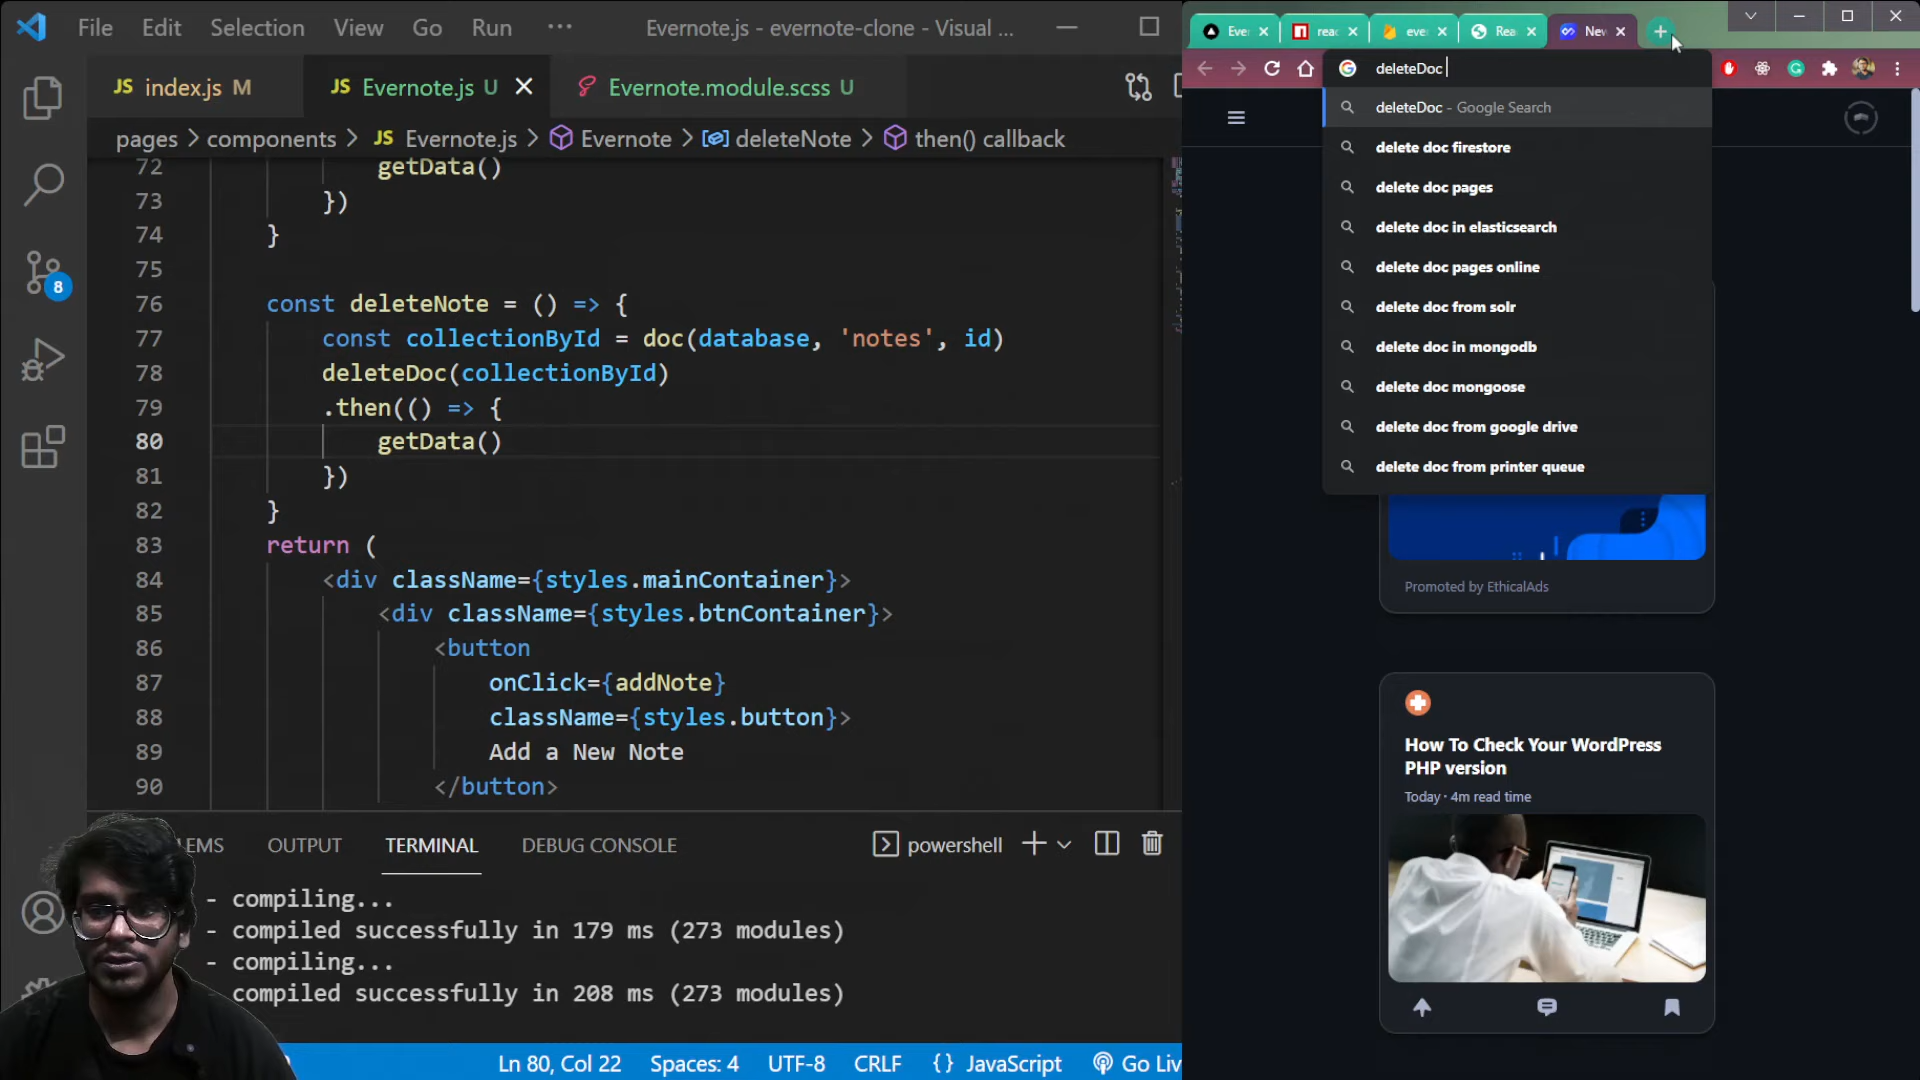 File Edit Selection View Go Run ··· Evernote.js - evernote-clone - Visual ...
JS index.js M JS Evernote.js U Evernote.module.scss U
pages > components > JS Evernote.js > Evernote > deleteNote > then() callback
72 getData()
73 })
74 }
75
76 const deleteNote = () => {
77 const collectionById = doc(database, 'notes', id)
78 deleteDoc(collectionById)
79 .then(() => {
80 getData()
81 })
82 }
83 return (
84 <div className={styles.mainContainer}>
85 <div className={styles.btnContainer}>
86 <button
87 onClick={addNote}
88 className={styles.button}>
89 Add a New Note
90 </button>
8
LEMS OUTPUT TERMINAL DEBUG CONSOLE powershell
- compiling...
- compiled successfully in 179 ms (273 modules)
- compiling...
- compiled successfully in 208 ms (273 modules)
Ln 80, Col 22 Spaces: 4 UTF-8 CRLF {} JavaScript Go Liv
Ever reac eve Rea New
deleteDoc
deleteDoc - Google Search
delete doc firestore
delete doc pages
delete doc in elasticsearch
delete doc pages online
delete doc from solr
delete doc in mongodb
delete doc mongoose
delete doc from google drive
delete doc from printer queue
Promoted by EthicalAds
How To Check Your WordPress
PHP version
Today · 4m read time